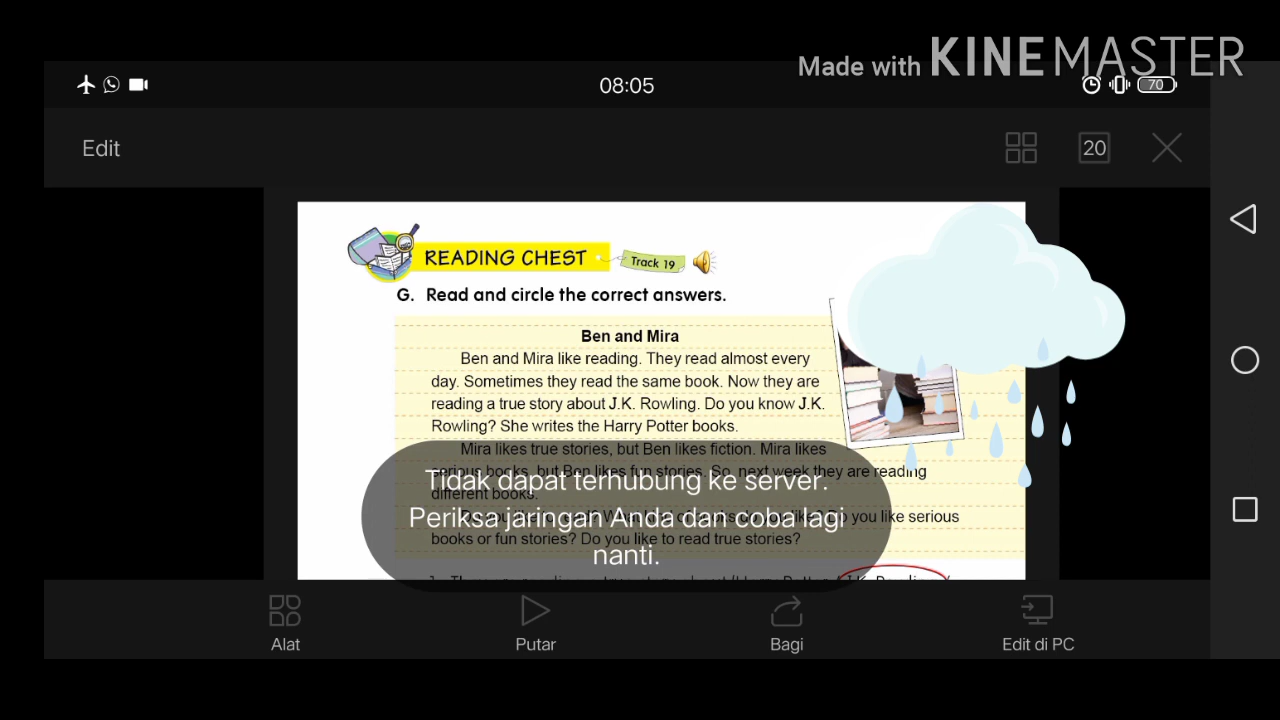 Made with KINEMASTER
08:05
70
Edit
20
READING CHEST
Track 19
G. Read and circle the correct answers.
Ben and Mira
Ben and Mira like reading. They read almost every
day. Sometimes they read the same book. Now they are
reading a true story about J.K. Rowling. Do you know J.K.
Rowling? She writes the Harry Potter books.
Mira likes true stories, but Ben likes fiction. Mira likes
serious books, but Ben likes fun stories. So, next week they are reading
different books.
you like serious
books or fun stories? Do you like to read true stories?
Tidak dapat terhubung ke server.
Periksa jaringan Anda dan coba lagi
nanti.
Alat
Putar
Bagi
Edit di PC